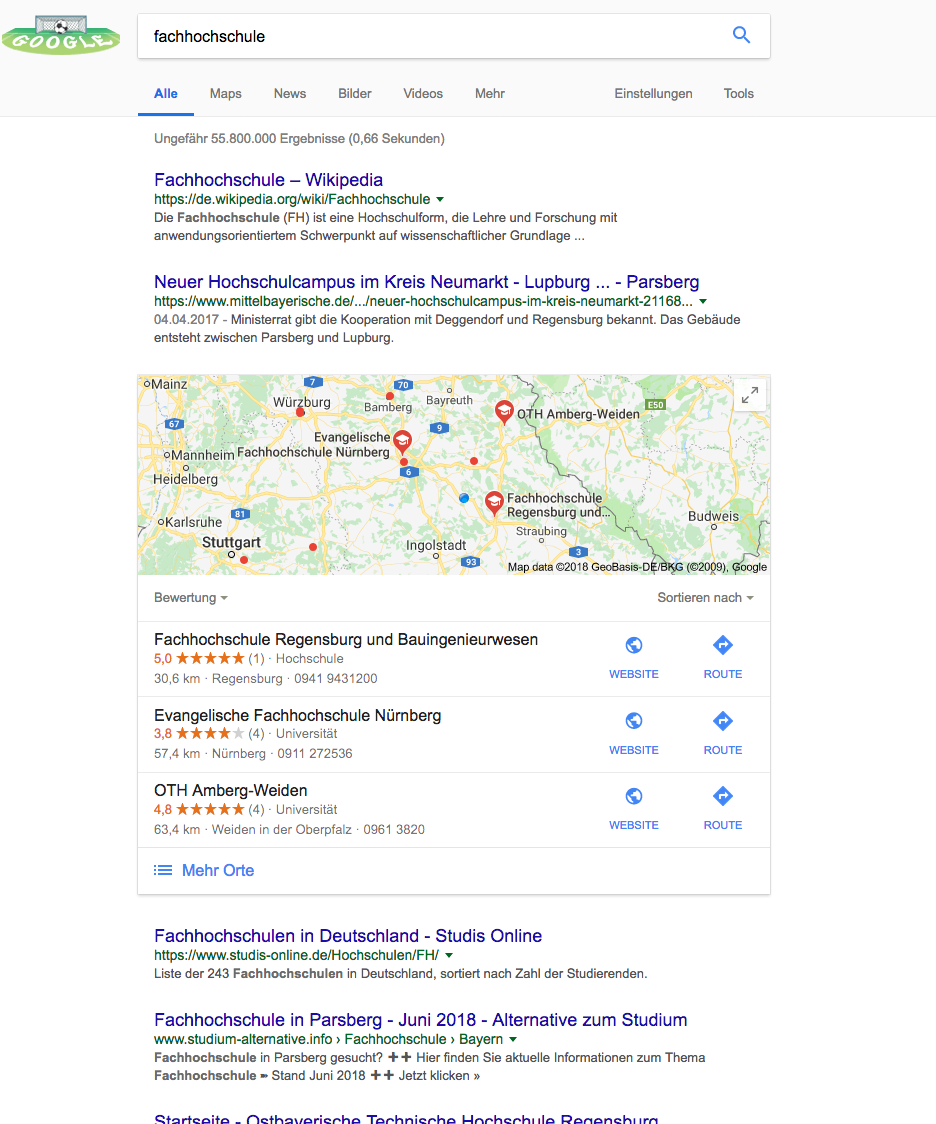 GOOGLE
fachhochschule
Alle Maps News Bilder Videos Mehr Einstellungen Tools
Ungefähr 55.800.000 Ergebnisse (0,66 Sekunden)
Fachhochschule – Wikipedia
https://de.wikipedia.org/wiki/Fachhochschule
Die Fachhochschule (FH) ist eine Hochschulform, die Lehre und Forschung mit
anwendungsorientiertem Schwerpunkt auf wissenschaftlicher Grundlage ...
Neuer Hochschulcampus im Kreis Neumarkt - Lupburg ... - Parsberg
https://www.mittelbayerische.de/.../neuer-hochschulcampus-im-kreis-neumarkt-21168...
04.04.2017 - Ministerrat gibt die Kooperation mit Deggendorf und Regensburg bekannt. Das Gebäude
entsteht zwischen Parsberg und Lupburg.
Mainz
7
70
Würzburg
Bamberg
Bayreuth
E50
OTH Amberg-Weiden
67
9
Evangelische
Fachhochschule Nürnberg
Mannheim
6
Heidelberg
Fachhochschule
Regensburg und...
81
Karlsruhe
Budweis
Straubing
Stuttgart
Ingolstadt
3
93
Map data ©2018 GeoBasis-DE/BKG (©2009), Google
Bewertung Sortieren nach
Fachhochschule Regensburg und Bauingenieurwesen
5,0 ★★★★★ (1) · Hochschule
30,6 km · Regensburg · 0941 9431200
WEBSITE ROUTE
Evangelische Fachhochschule Nürnberg
3,8 ★★★★★ (4) · Universität
57,4 km · Nürnberg · 0911 272536
WEBSITE ROUTE
OTH Amberg-Weiden
4,8 ★★★★★ (4) · Universität
63,4 km · Weiden in der Oberpfalz · 0961 3820
WEBSITE ROUTE
Mehr Orte
Fachhochschulen in Deutschland - Studis Online
https://www.studis-online.de/Hochschulen/FH/
Liste der 243 Fachhochschulen in Deutschland, sortiert nach Zahl der Studierenden.
Fachhochschule in Parsberg - Juni 2018 - Alternative zum Studium
www.studium-alternative.info › Fachhochschule › Bayern
Fachhochschule in Parsberg gesucht? ✚✚ Hier finden Sie aktuelle Informationen zum Thema
Fachhochschule ➽ Stand Juni 2018 ✚✚ Jetzt klicken »
Startseite - Ostbayerische Technische Hochschule Regensburg